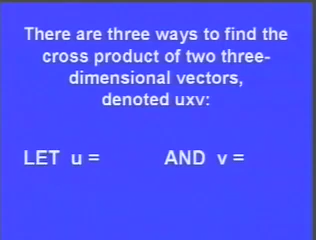 There are three ways to find the
cross product of two three-
dimensional vectors,
denoted uxv:
LET u = AND v =